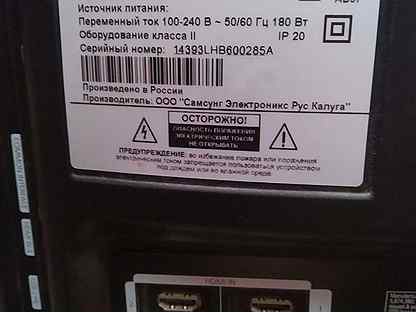 Источник питания:
Переменный ток 100-240 В ~ 50/60 Гц 180 Вт
Оборудование класса II IP 20
Серийный номер: 14393LHB600285A
Произведено в России
Производитель: ООО "Самсунг Электроникс Рус Калуга"
ОСТОРОЖНО!
ОПАСНОСТЬ ПОРАЖЕНИЯ
ЭЛЕКТРИЧЕСКИМ ТОКОМ
НЕ ОТКРЫВАТЬ
ПРЕДУПРЕЖДЕНИЕ: во избежание пожара или поражения
электрическим током запрещается пользоваться устройством
под дождем или во влажной среде
COMMON INTERFACE
HDMI IN